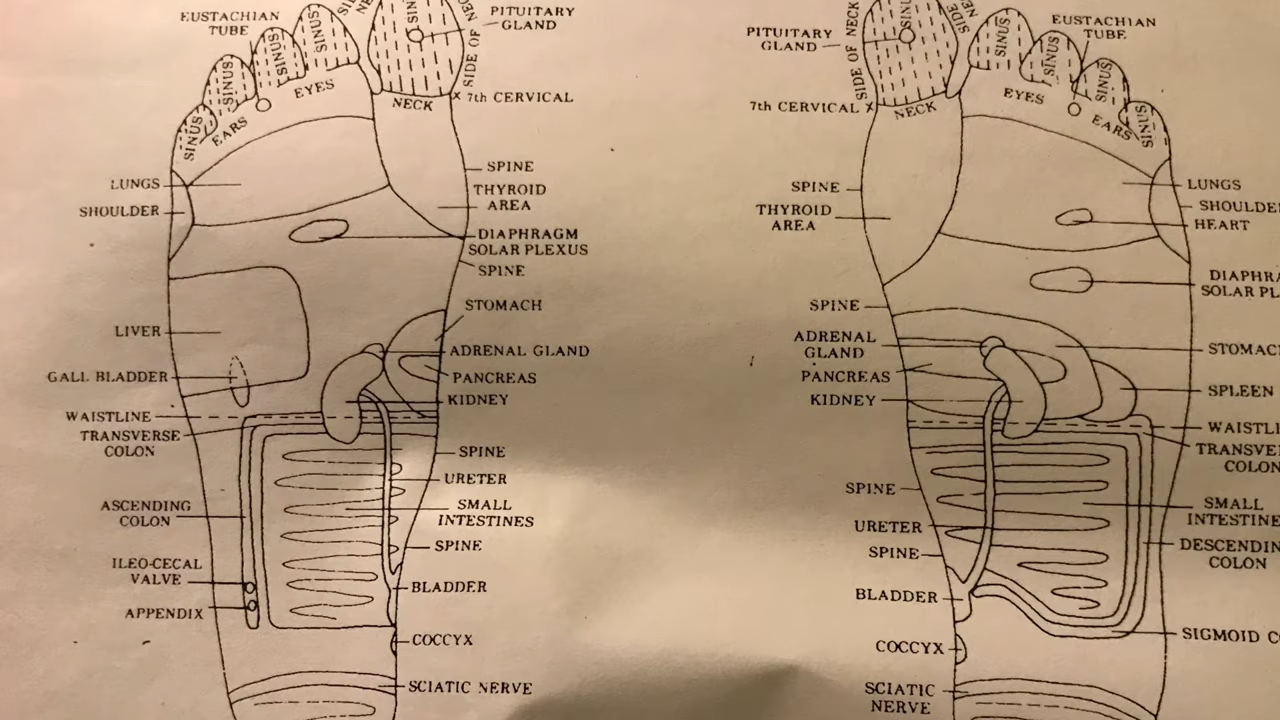 EUSTACHIAN
TUBE
SINUS
SINUS
SINUS
SINUS
EARS
EYES
NECK
SIDE OF
PITUITARY
GLAND
7th CERVICAL
LUNGS
SHOULDER
SPINE
THYROID
AREA
DIAPHRAGM
SOLAR PLEXUS
SPINE
STOMACH
LIVER
ADRENAL GLAND
GALL BLADDER
PANCREAS
KIDNEY
WAISTLINE
TRANSVERSE
COLON
SPINE
URETER
ASCENDING
COLON
SMALL
INTESTINES
SPINE
ILEO-CECAL
VALVE
BLADDER
APPENDIX
COCCYX
SCIATIC NERVE
PITUITARY
GLAND
SIDE OF NECK
SINUS
SINUS
SINUS
SINUS
EUSTACHIAN
TUBE
EYES
EARS
7th CERVICAL
NECK
SPINE
LUNGS
THYROID
AREA
SHOULDER
HEART
SPINE
ADRENAL
GLAND
PANCREAS
KIDNEY
SPLEEN
SPINE
SMALL
URETER
SPINE
COLON
BLADDER
SIGMOID
COCCYX
SCIATIC
NERVE